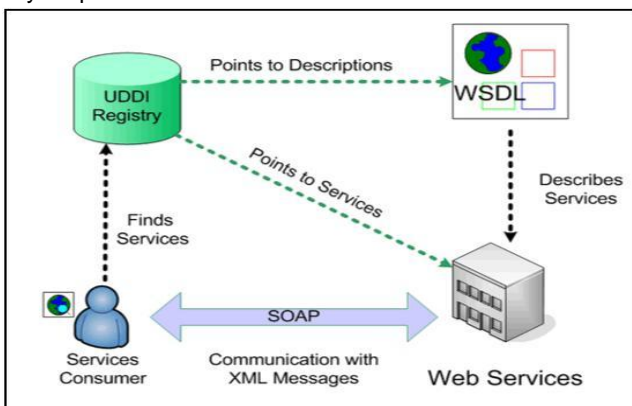 Points to Descriptions
UDDI
Registry
WSDL
Points to Services
Describes
Services
Finds
Services
SOAP
Services
Consumer
Communication with
XML Messages
Web Services